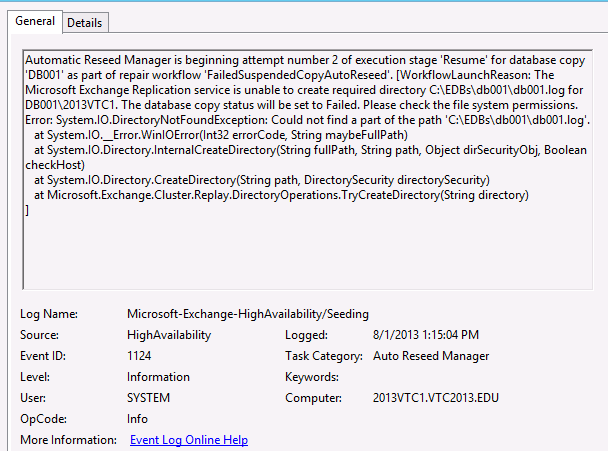 General
Details
Automatic Reseed Manager is beginning attempt number 2 of execution stage 'Resume' for database copy
'DB001' as part of repair workflow 'FailedSuspendedCopyAutoReseed'. [WorkflowLaunchReason: The
Microsoft Exchange Replication service is unable to create required directory C:\EDBs\db001\db001.log for
DB001\2013VTC1. The database copy status will be set to Failed. Please check the file system permissions.
Error: System.IO.DirectoryNotFoundException: Could not find a part of the path 'C:\EDBs\db001\db001.log'.
at System.IO.__Error.WinIOError(Int32 errorCode, String maybeFullPath)
at System.IO.Directory.InternalCreateDirectory(String fullPath, String path, Object dirSecurityObj, Boolean
checkHost)
at System.IO.Directory.CreateDirectory(String path, DirectorySecurity directorySecurity)
at Microsoft.Exchange.Cluster.Replay.DirectoryOperations.TryCreateDirectory(String directory)
]
Log Name: Microsoft-Exchange-HighAvailability/Seeding
Source: HighAvailability Logged: 8/1/2013 1:15:04 PM
Event ID: 1124 Task Category: Auto Reseed Manager
Level: Information Keywords:
User: SYSTEM Computer: 2013VTC1.VTC2013.EDU
OpCode: Info
More Information: Event Log Online Help